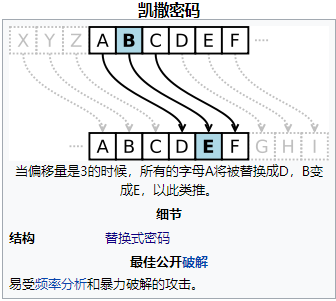 凯撒密码
X Y Z A B C D E F ...
A B C D E F G H I
当偏移量是3的时候，所有的字母A将被替换成D，B变
成E，以此类推。
细节
结构 替换式密码
最佳公开破解
易受频率分析和暴力破解的攻击。